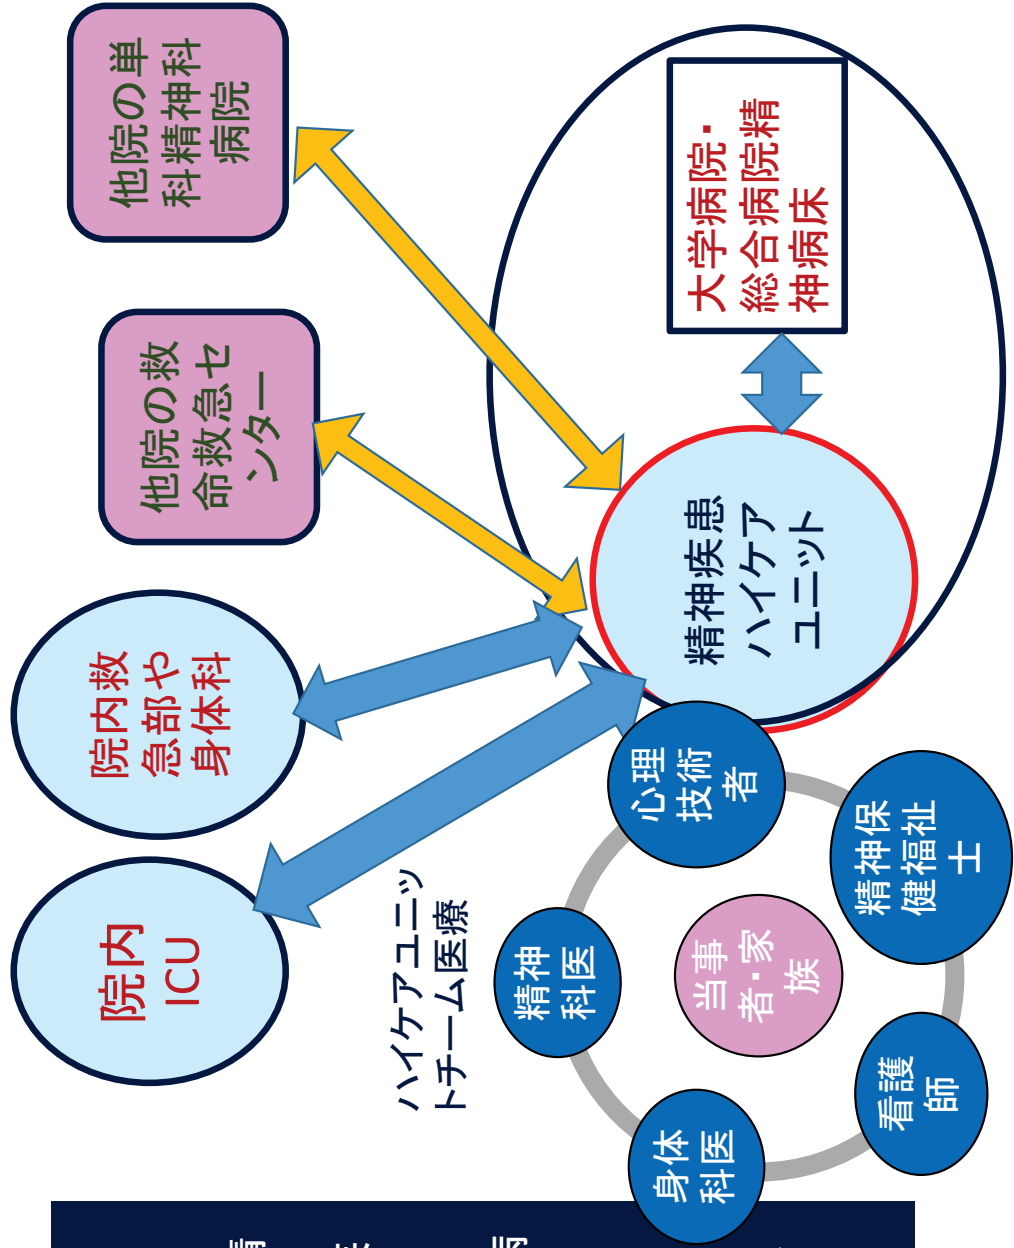 院内
ICU
院内救
急部や
身体科
他院の救
命救急セ
ンター
他院の単
科精神科
病院
ハイケアユニッ
トチーム医療
精神疾患
ハイケア
ユニット
大学病院・
総合病院精
神病床
精神
科医
心理
技術
者
身体
科医
当事
者・家
族
精神保
健福祉
士
看護
師